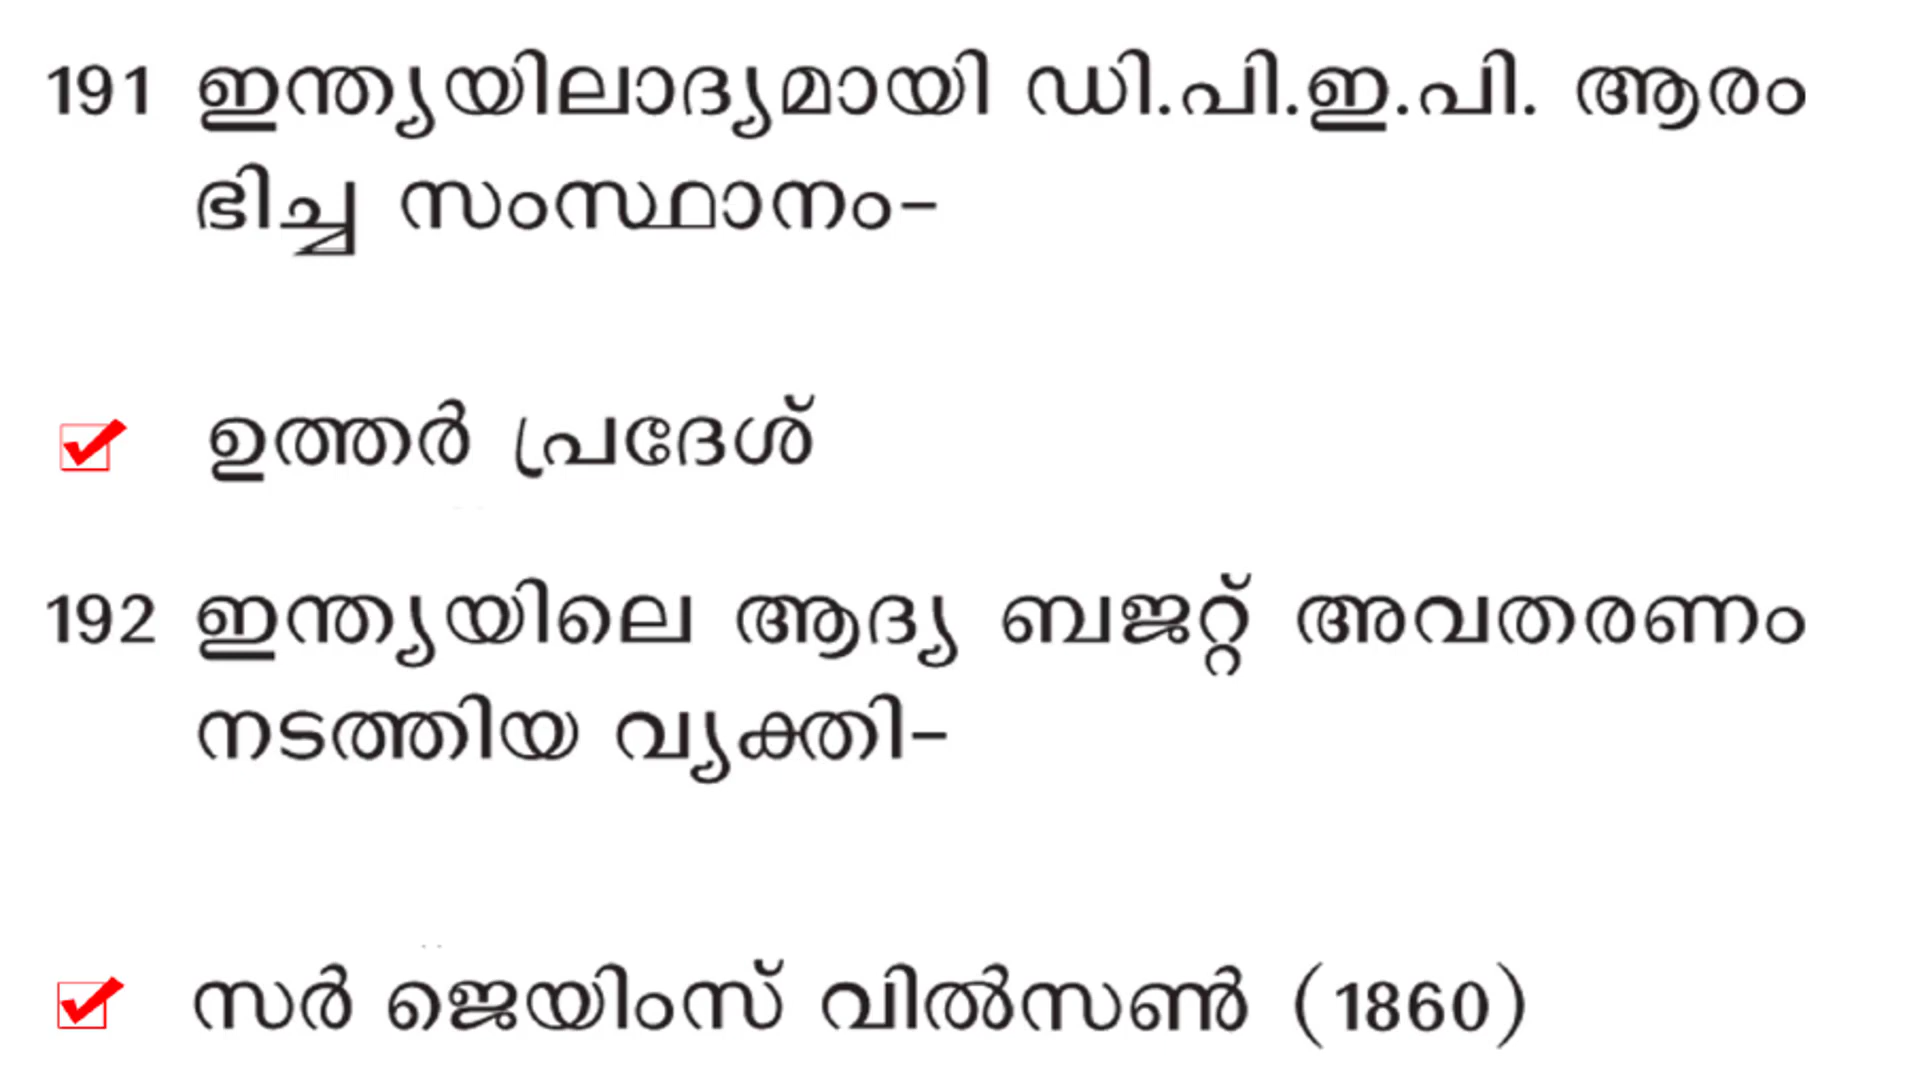 191 ഇന്ത്യയിലാദ്യമായി ഡി.പി.ഇ.പി. ആരം
ഭിച്ച സംസ്ഥാനം-
ഉത്തർ പ്രദേശ്
192 ഇന്ത്യയിലെ ആദ്യ ബജറ്റ് അവതരണം
നടത്തിയ വ്യക്തി-
സർ ജെയിംസ് വിൽസൺ (1860)